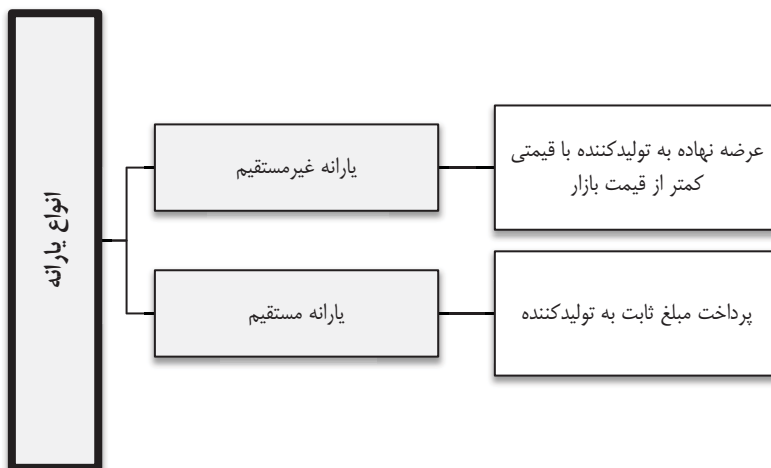 انواع یارانه
یارانه غیرمستقیم
عرضه نهاده به تولیدکننده با قیمتی
کمتر از قیمت بازار
یارانه مستقیم
پرداخت مبلغ ثابت به تولیدکننده